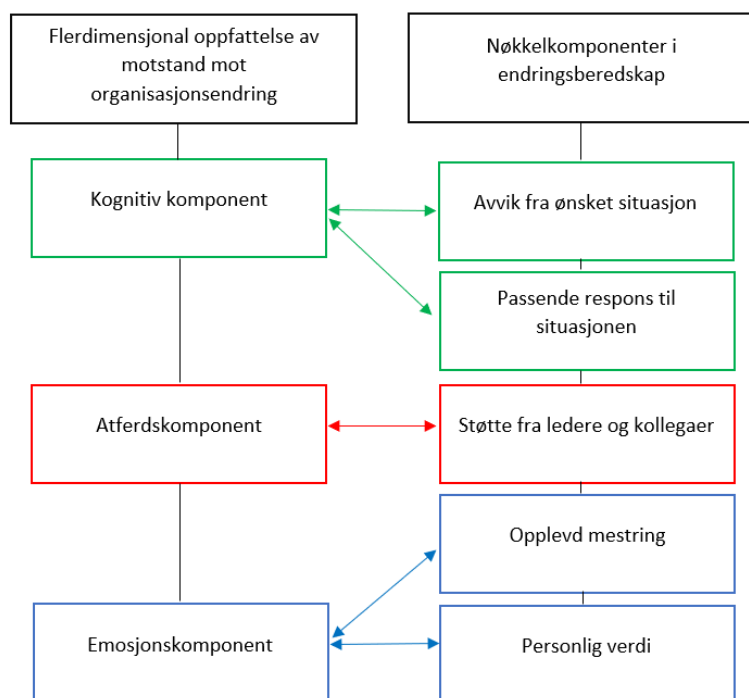 Flerdimensjonal oppfattelse av
motstand mot
organisasjonsendring
Nøkkelkomponenter i
endringsberedskap
Kognitiv komponent
Avvik fra ønsket situasjon
Passende respons til
situasjonen
Atferdskomponent
Støtte fra ledere og kollegaer
Opplevd mestring
Emosjonskomponent
Personlig verdi